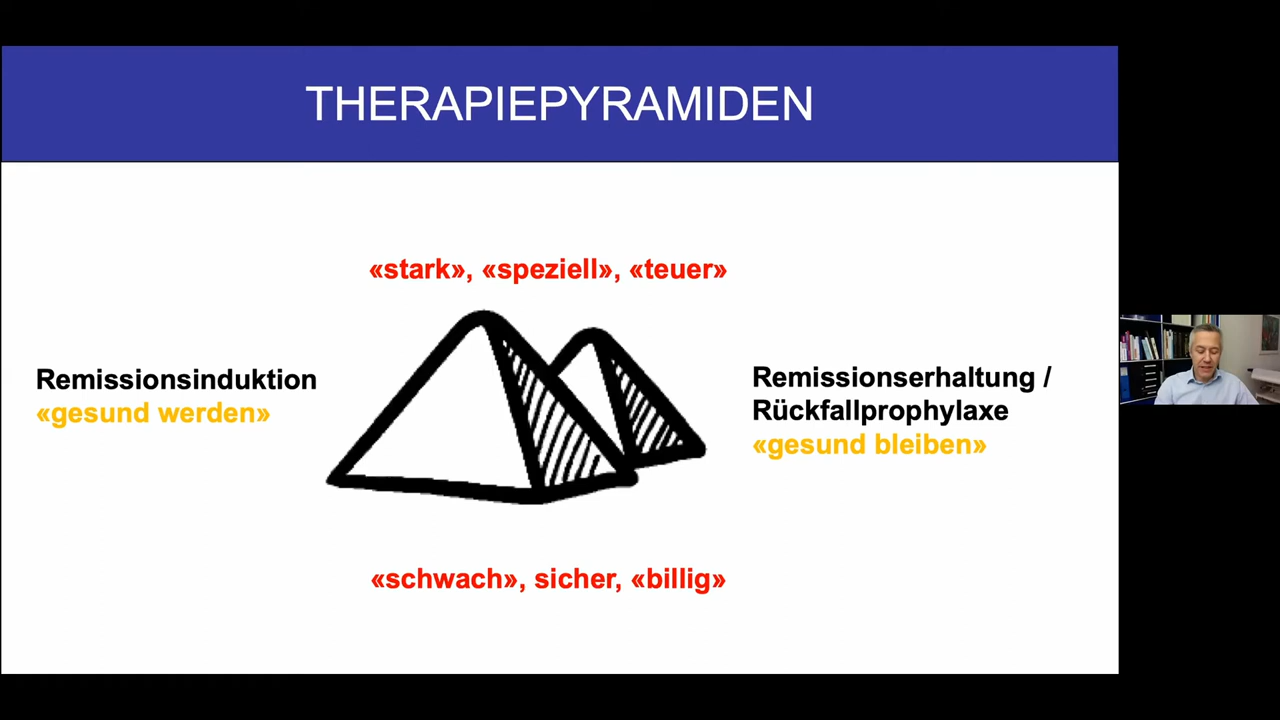 THERAPIEPYRAMIDEN
«stark», «speziell», «teuer»
Remissionsinduktion
«gesund werden»
Remissionserhaltung /
Rückfallprophylaxe
«gesund bleiben»
«schwach», sicher, «billig»